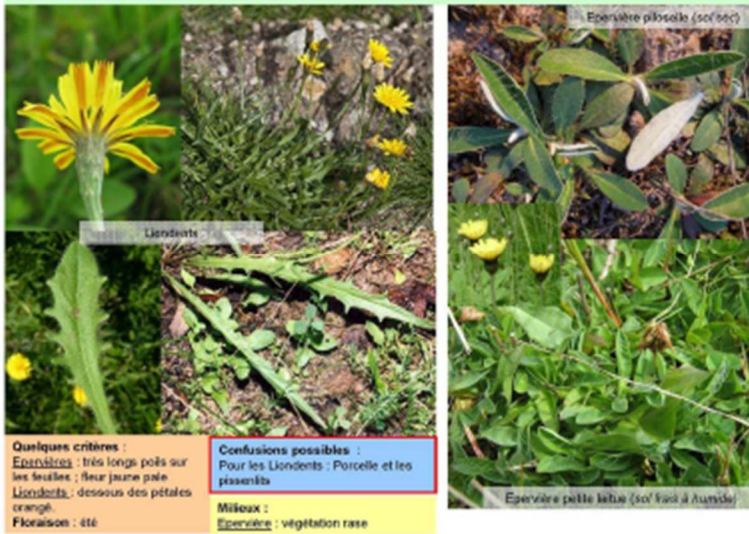 Epervière piloselle (sol sec)
Liondents
Quelques critères :
Epervières : très longs poils sur
les feuilles ; fleur jaune pale
Liondents : dessous des pétales
orangé.
Floraison : été
Confusions possibles :
Pour les Liondents : Porcelle et les
pissenlits
Milieux :
Epervière : végétation rase
Epervière petite laitue (sol frais à humide)